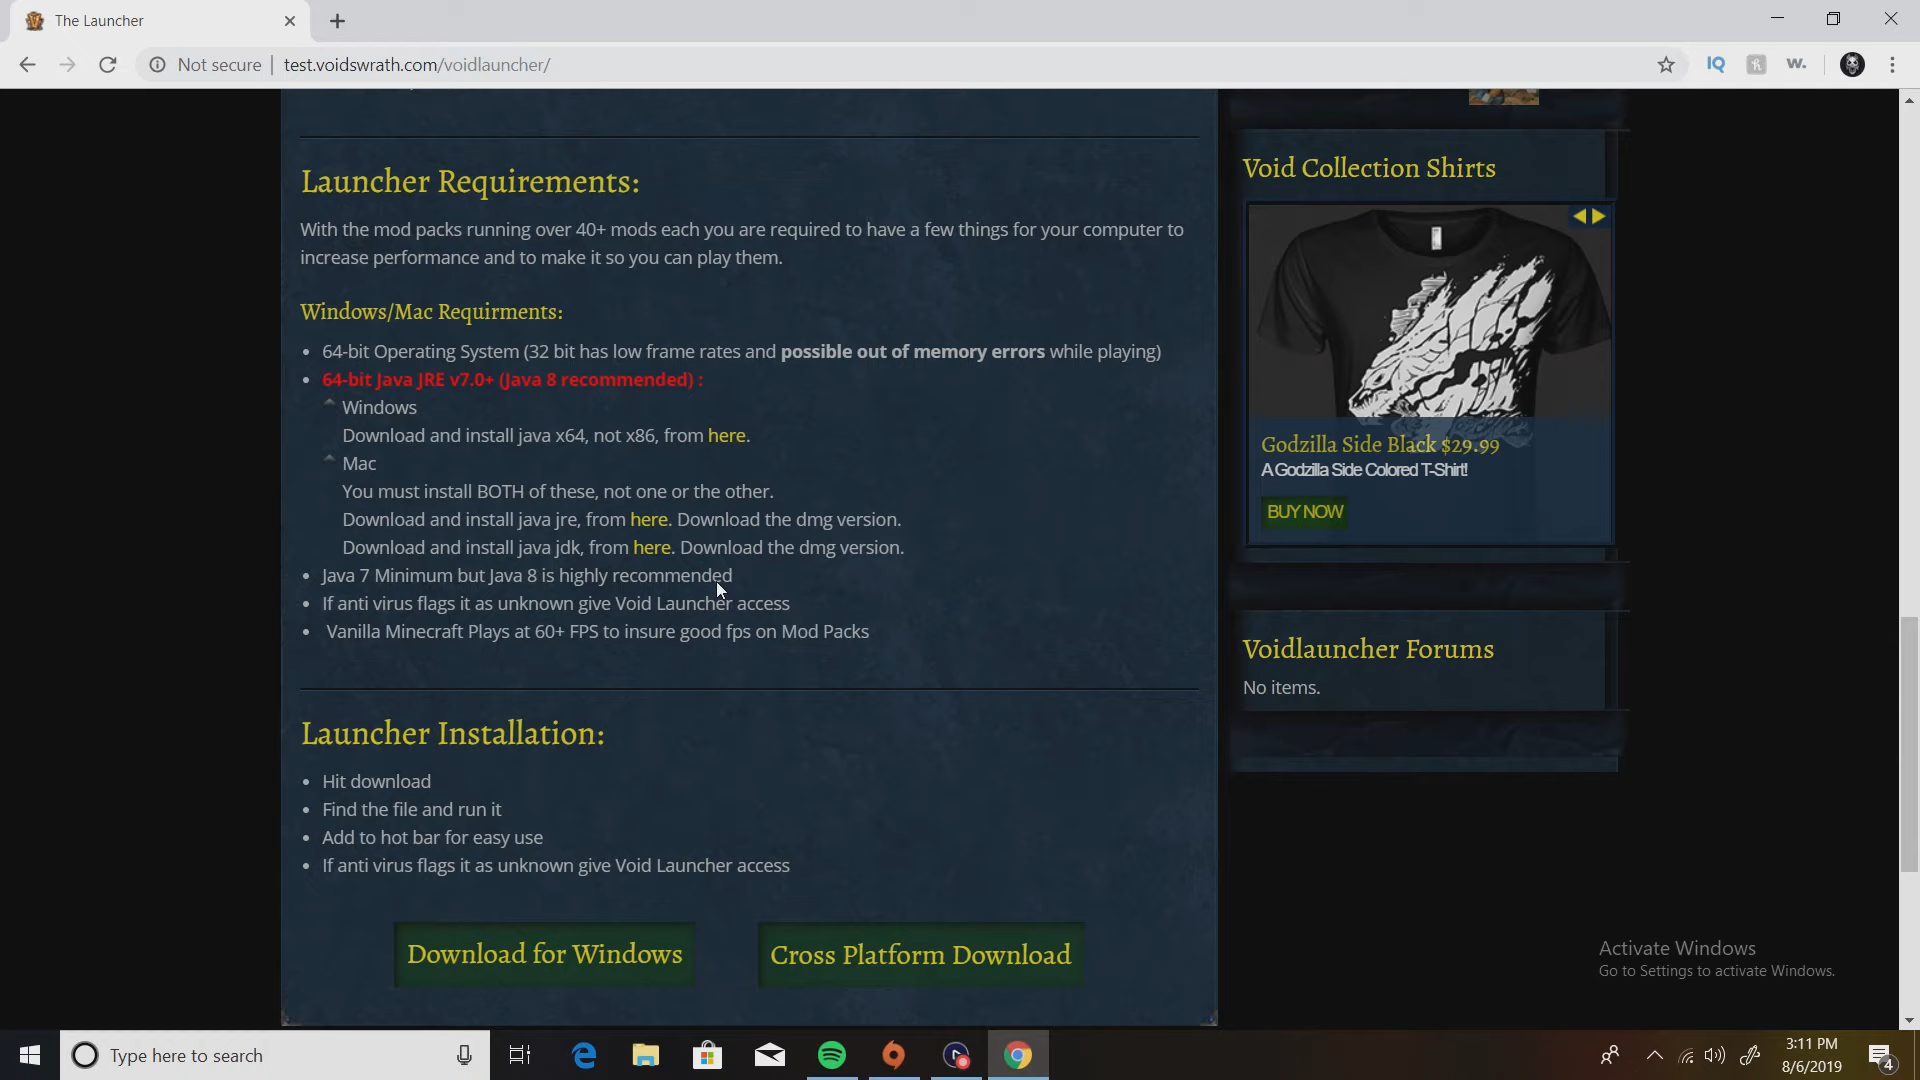 The Launcher
Not secure
test.voidswrath.com/voidlauncher/
IQ
w.
Launcher Requirements:
With the mod packs running over 40+ mods each you are required to have a few things for your computer to
increase performance and to make it so you can play them.
Windows/Mac Requirments:
64-bit Operating System (32 bit has low frame rates and possible out of memory errors while playing)
64-bit Java JRE v7.0+ (Java 8 recommended) :
Windows
Download and install java x64, not x86, from here.
Mac
You must install BOTH of these, not one or the other.
Download and install java jre, from here. Download the dmg version.
Download and install java jdk, from here. Download the dmg version.
Java 7 Minimum but Java 8 is highly recommended
If anti virus flags it as unknown give Void Launcher access
Vanilla Minecraft Plays at 60+ FPS to insure good fps on Mod Packs
Launcher Installation:
Hit download
Find the file and run it
Add to hot bar for easy use
If anti virus flags it as unknown give Void Launcher access
Download for Windows
Cross Platform Download
Void Collection Shirts
Godzilla Side Black $29.99
A Godzilla Side Colored T-Shirt!
BUY NOW
Voidlauncher Forums
No items.
Activate Windows
Go to Settings to activate Windows.
Type here to search
3:11 PM
8/6/2019
4